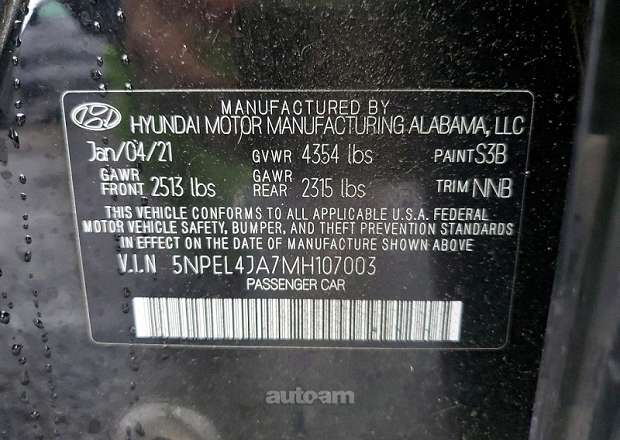 MANUFACTURED BY
HYUNDAI MOTOR MANUFACTURING ALABAMA, LLC
Jan/04/21 GVWR 4354 lbs PAINT S3B
GAWR FRONT 2513 lbs GAWR REAR 2315 lbs TRIM NNB
THIS VEHICLE CONFORMS TO ALL APPLICABLE U.S.A. FEDERAL
MOTOR VEHICLE SAFETY, BUMPER, AND THEFT PREVENTION STANDARDS
IN EFFECT ON THE DATE OF MANUFACTURE SHOWN ABOVE
V.I.N 5NPEL4JA7MH107003
PASSENGER CAR
autoam